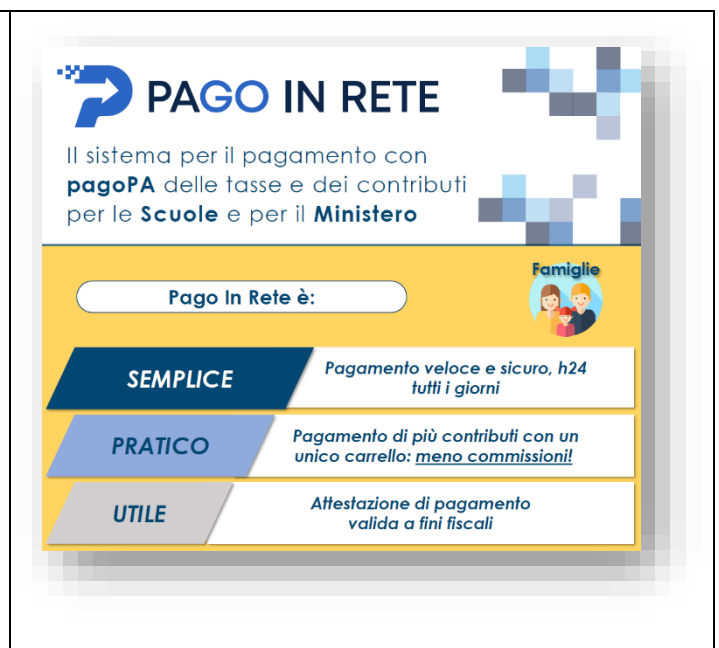 PAGO IN RETE
Il sistema per il pagamento con
pagoPA delle tasse e dei contributi
per le Scuole e per il Ministero
Famiglie
Pago In Rete è:
SEMPLICE
Pagamento veloce e sicuro, h24
tutti i giorni
PRATICO
Pagamento di più contributi con un
unico carrello: meno commissioni!
UTILE
Attestazione di pagamento
valida a fini fiscali